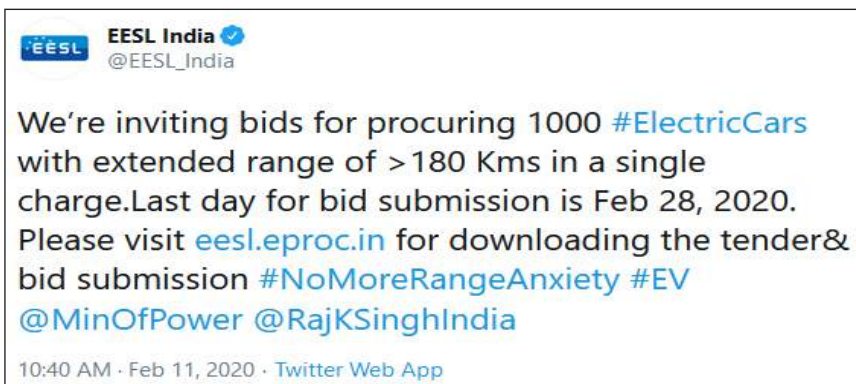 EESL
EESL India
@EESL_India
We're inviting bids for procuring 1000 #ElectricCars
with extended range of >180 Kms in a single
charge.Last day for bid submission is Feb 28, 2020.
Please visit eesl.eproc.in for downloading the tender&
bid submission #NoMoreRangeAnxiety #EV
@MinOfPower @RajKSinghIndia
10:40 AM · Feb 11, 2020 · Twitter Web App